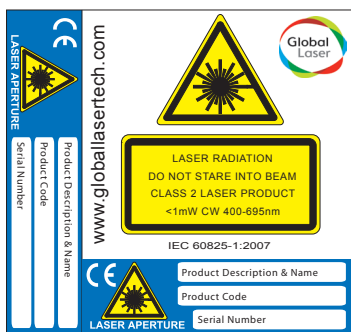 CE
LASER APERTURE
Serial Number
Product Code
Product Description & Name
www.globallasertech.com
Global
Laser
LASER RADIATION
DO NOT STARE INTO BEAM
CLASS 2 LASER PRODUCT
<1mW CW 400-695nm
IEC 60825-1:2007
CE
LASER APERTURE
Product Description & Name
Product Code
Serial Number